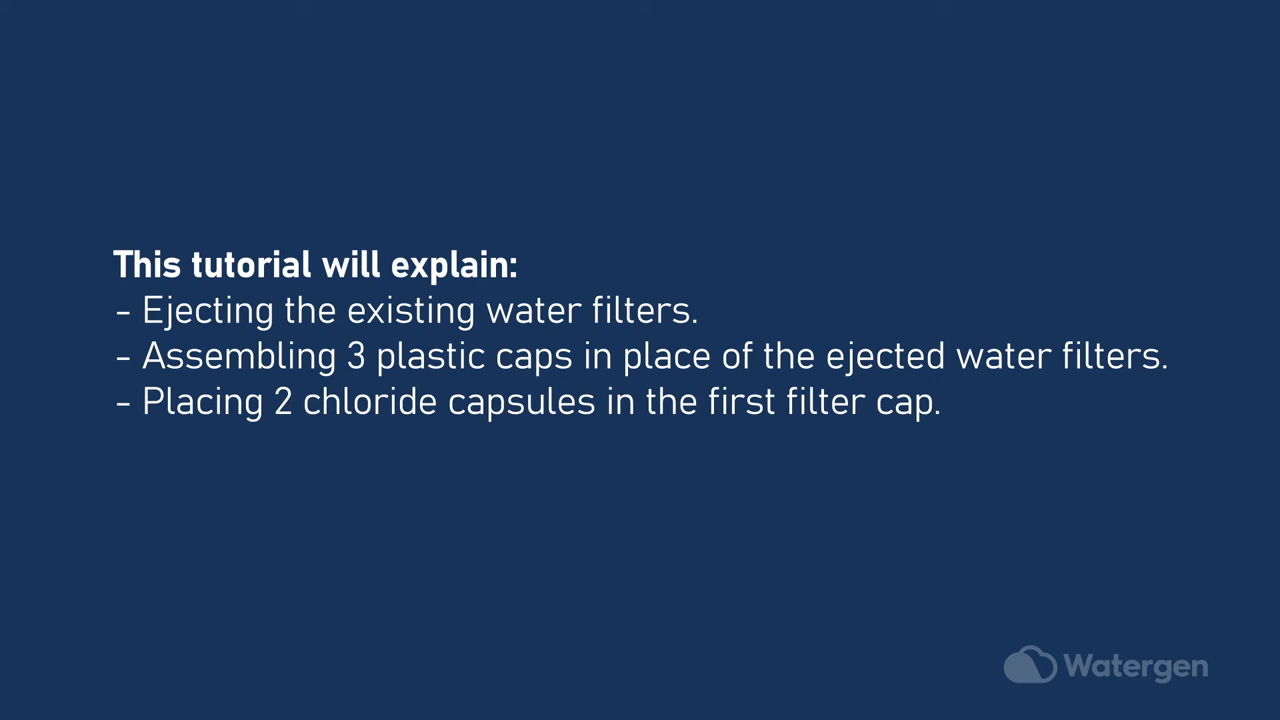 This tutorial will explain:
- Ejecting the existing water filters.
- Assembling 3 plastic caps in place of the ejected water filters.
- Placing 2 chloride capsules in the first filter cap.
Watergen